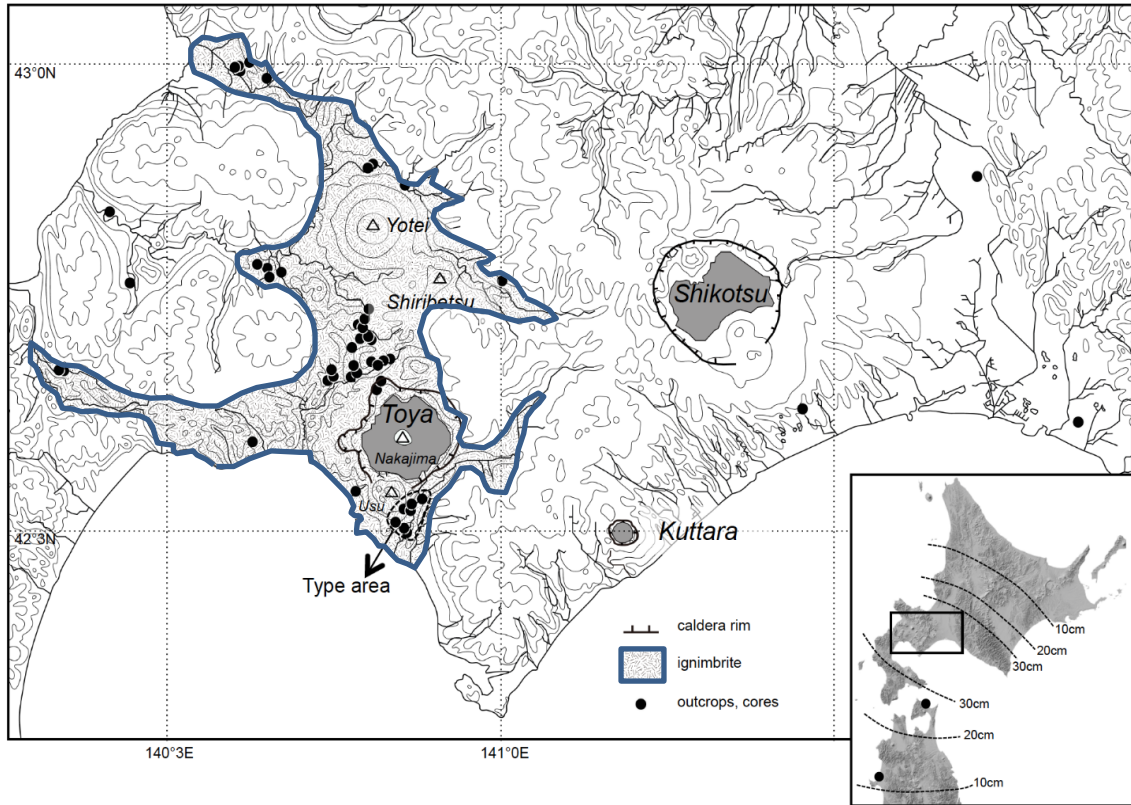 43°0N
Yotei
Shiribetsu
Shikotsu
Toya
Nakajima
Usu
42°3N
Kuttara
Type area
caldera rim
ignimbrite
outcrops, cores
140°3E
141°0E
10cm
20cm
30cm
30cm
20cm
10cm